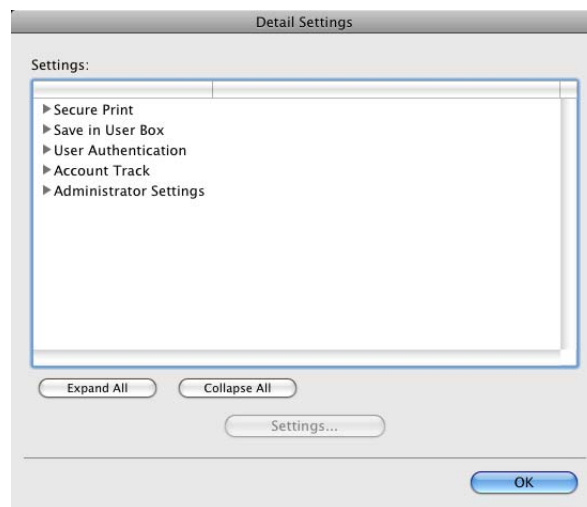 Detail Settings
Settings:
Secure Print
Save in User Box
User Authentication
Account Track
Administrator Settings
Expand All Collapse All
Settings...
OK